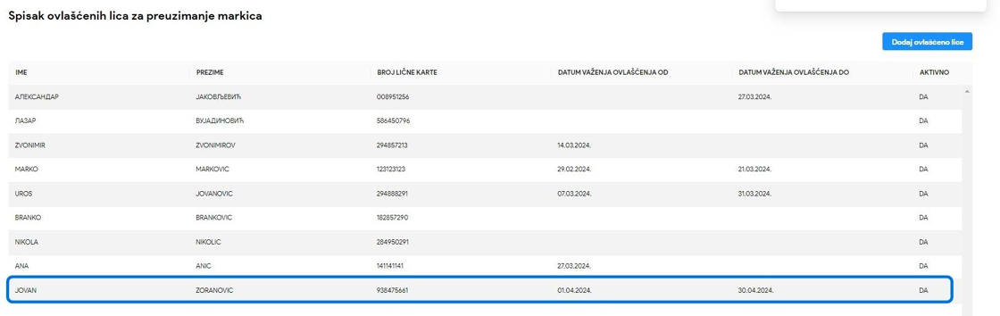 Spisak ovlašćenih lica za preuzimanje markica
Dodaj ovlašćeno lice
IME PREZIME BROJ LIČNE KARTE DATUM VAŽENJA OVLAŠĆENJA OD DATUM VAŽENJA OVLAŠĆENJA DO AKTIVNO
АЛЕКСАНДАР ЈАКОВЉЕВИЋ 008951256 27.03.2024. DA
ЛАЗАР ВУЈАДИНОВИЋ 586450796 DA
ZVONIMIR ZVONIMIROV 294857213 14.03.2024. DA
MARKO MARKOVIC 123123123 29.02.2024. 21.03.2024. DA
UROS JOVANOVIC 294888291 07.03.2024. 31.03.2024. DA
BRANKO BRANKOVIC 182857290 DA
NIKOLA NIKOLIC 284950291 DA
ANA ANIC 141141141 27.03.2024. DA
JOVAN ZORANOVIC 938475661 01.04.2024. 30.04.2024. DA